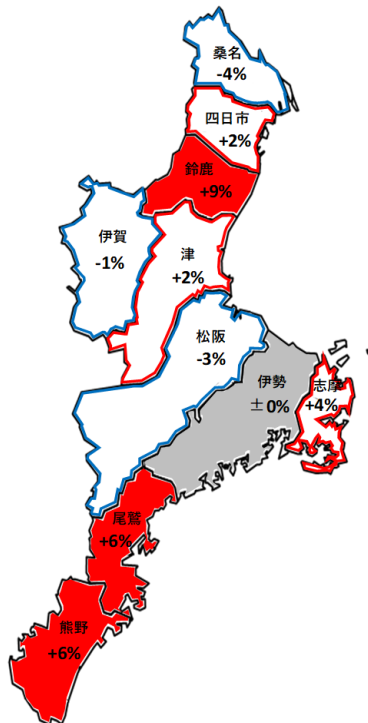 桑名
-4%
四日市
+2%
鈴鹿
+9%
伊賀
-1%
津
+2%
松阪
-3%
伊勢
±0%
志摩
+4%
尾鷲
+6%
熊野
+6%